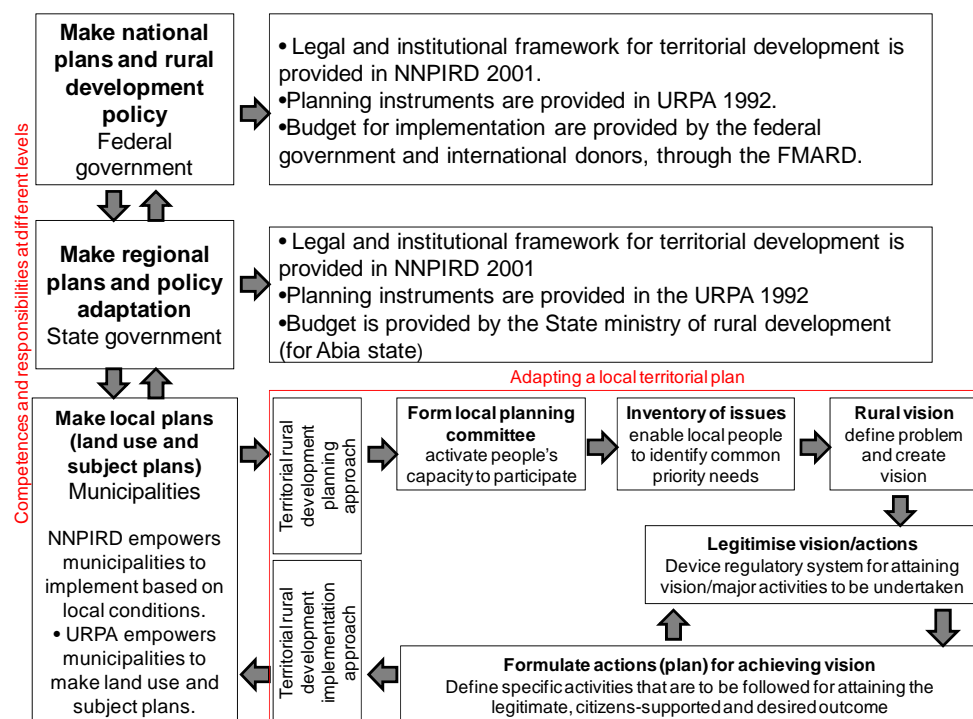 Competences and responsibilities at different levels
Make national
plans and rural
development
policy
Federal
government
• Legal and institutional framework for territorial development is
provided in NNPIRD 2001.
•Planning instruments are provided in URPA 1992.
•Budget for implementation are provided by the federal
government and international donors, through the FMARD.
Make regional
plans and policy
adaptation
State government
• Legal and institutional framework for territorial development is
provided in NNPIRD 2001
•Planning instruments are provided in the URPA 1992
•Budget is provided by the State ministry of rural development
(for Abia state)
Adapting a local territorial plan
Make local plans
(land use and
subject plans)
Municipalities
NNPIRD empowers
municipalities to
implement based on
local conditions.
• URPA empowers
municipalities to
make land use and
subject plans.
Territorial rural
development
planning
approach
Form local planning
committee
activate people's
capacity to participate
Inventory of issues
enable local people
to identify common
priority needs
Rural vision
define problem
and create
vision
Legitimise vision/actions
Device regulatory system for attaining
vision/major activities to be undertaken
Formulate actions (plan) for achieving vision
Define specific activities that are to be followed for attaining the
legitimate, citizens-supported and desired outcome
Territorial rural
development
implementation
approach